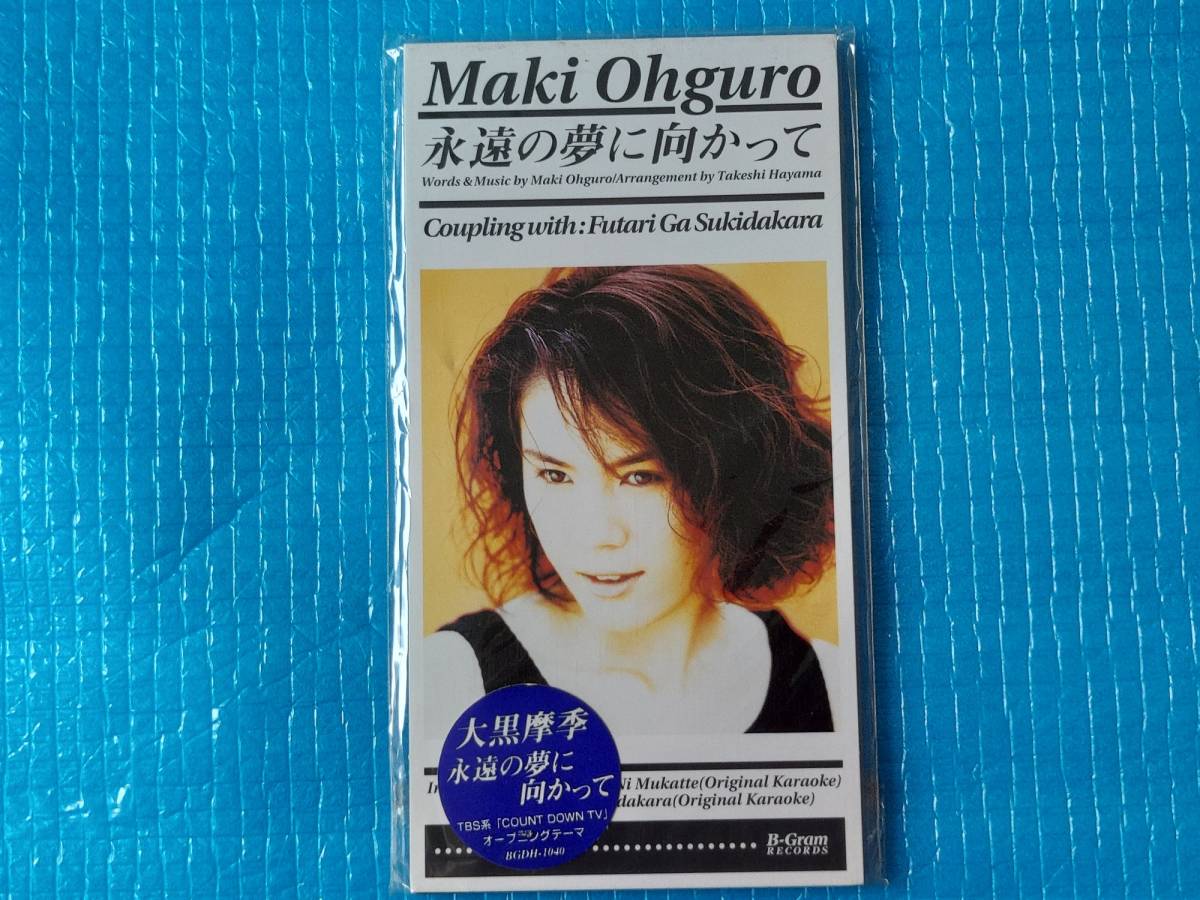 Maki Ohguro
永遠の夢に向かって
Words & Music by Maki Ohguro/Arrangement by Takeshi Hayama
Coupling with: Futari Ga Sukidakara
大黒摩季
永遠の夢に
向かって
TBS系「COUNT DOWN TV」
オープニングテーマ
BGDH-1040
Ni Mukatte(Original Karaoke)
dakara(Original Karaoke)
B-Gram
RECORDS